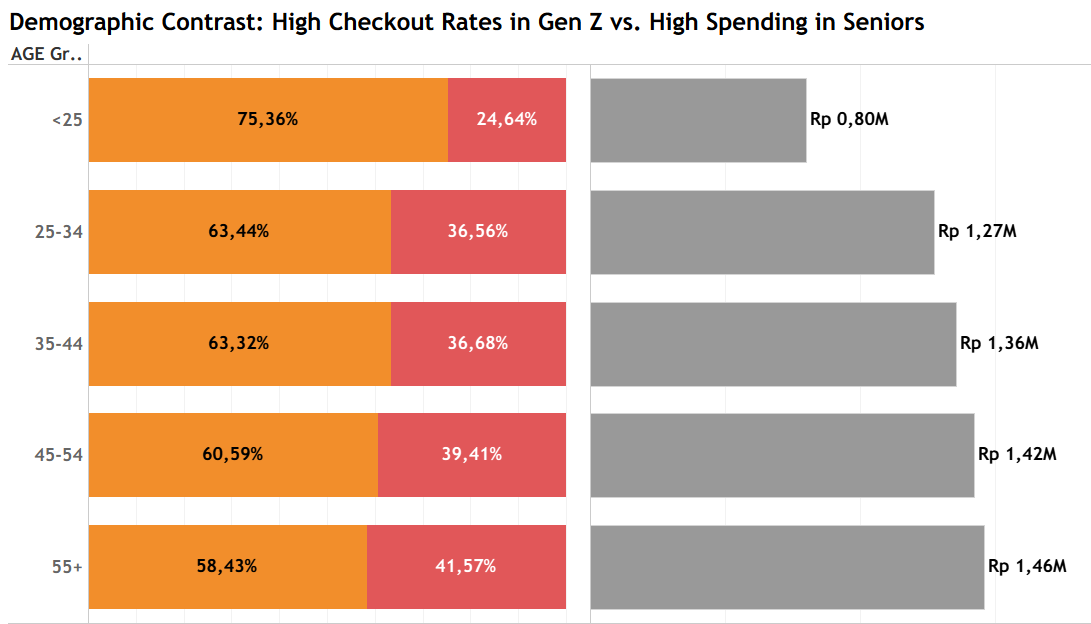 Demographic Contrast: High Checkout Rates in Gen Z vs. High Spending in Seniors
AGE Gr..
<25 75,36% 24,64% Rp 0,80M
25-34 63,44% 36,56% Rp 1,27M
35-44 63,32% 36,68% Rp 1,36M
45-54 60,59% 39,41% Rp 1,42M
55+ 58,43% 41,57% Rp 1,46M